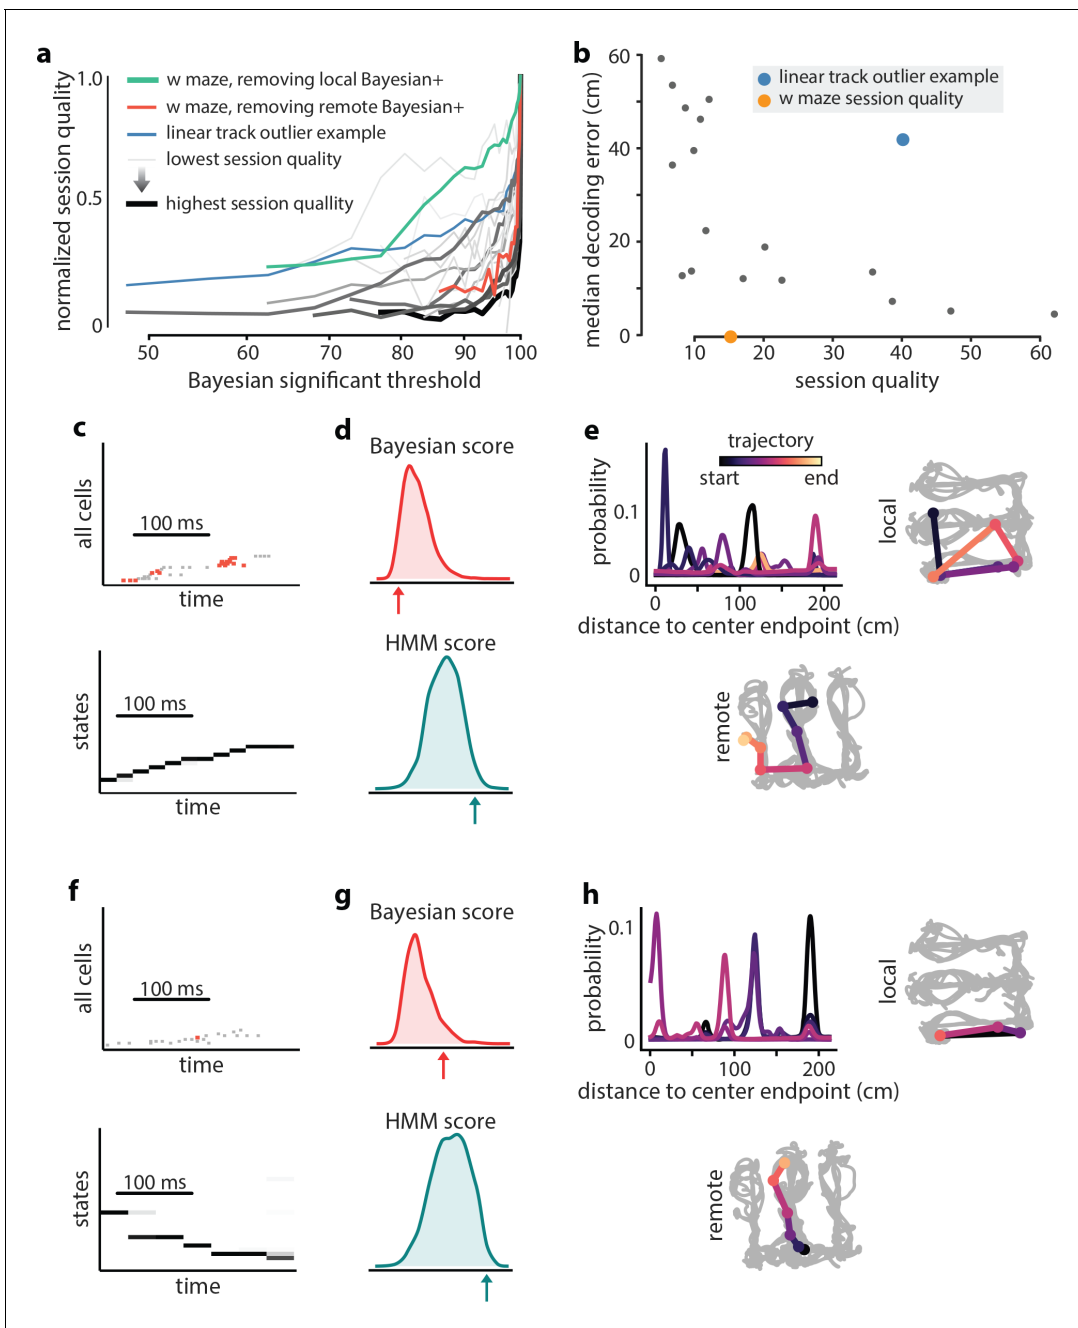 a
normalized session quality
1.0
0.5
0
w maze, removing local Bayesian+
w maze, removing remote Bayesian+
linear track outlier example
lowest session quality
highest session quallity
50 60 70 80 90 100
Bayesian significant threshold
b
median decoding error (cm)
60
40
20
0
linear track outlier example
w maze session quality
10 20 30 40 50 60
session quality
c
all cells
100 ms
time
states
100 ms
time
d
Bayesian score
HMM score
e
probability
0.1
0
trajectory
start end
0 100 200
distance to center endpoint (cm)
local
remote
f
all cells
100 ms
time
states
100 ms
time
g
Bayesian score
HMM score
h
probability
0.1
0
0 100 200
distance to center endpoint (cm)
local
remote